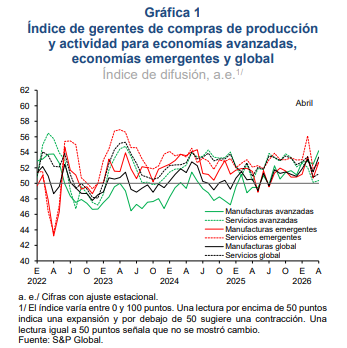 Gráfica 1
Índice de gerentes de compras de producción
y actividad para economías avanzadas,
economías emergentes y global
Índice de difusión, a.e.1/
62
60
58
56
54
52
50
48
46
44
42
40
Abril
Manufacturas avanzadas
Servicios avanzadas
Manufacturas emergentes
Servicios emergentes
Manufacturas global
Servicios global
E A J O E A J O E A J O E A J O E A
2022 2023 2024 2025 2026
a. e./ Cifras con ajuste estacional.
1/ El índice varía entre 0 y 100 puntos. Una lectura por encima de 50 puntos
indica una expansión y por debajo de 50 sugiere una contracción. Una
lectura igual a 50 puntos señala que no se mostró cambio.
Fuente: S&P Global.